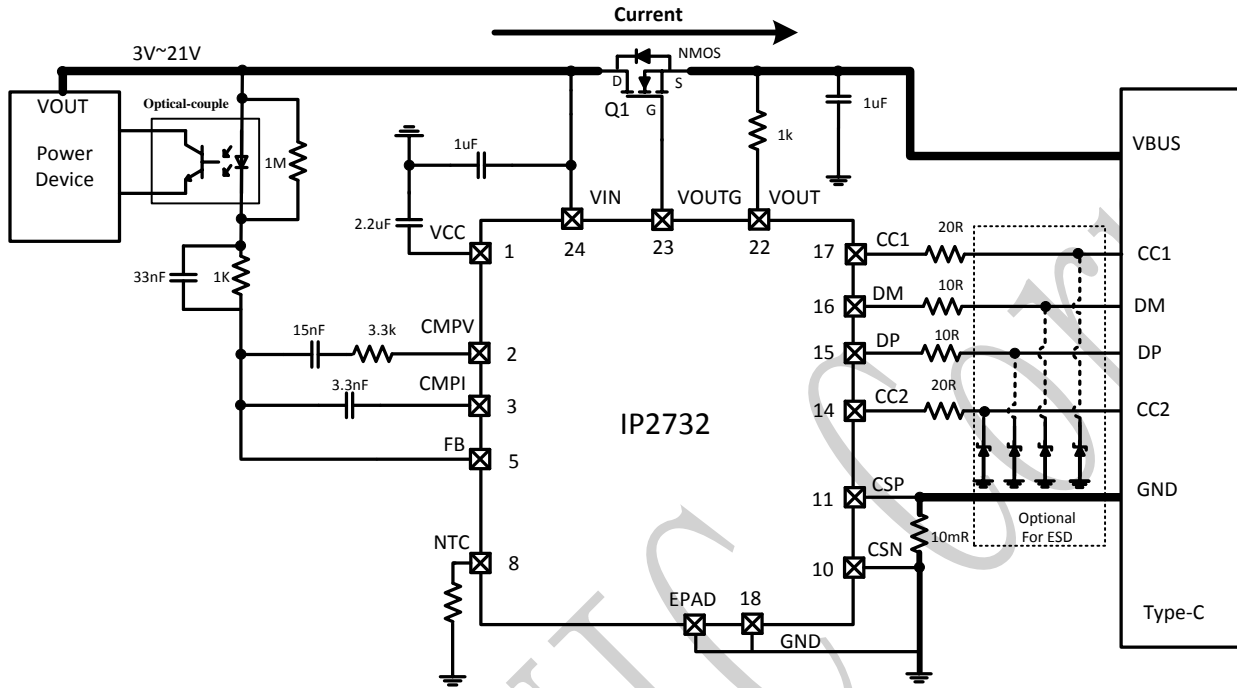 Current
3V~21V
NMOS
D
S
Q1
G
VOUT
Optical-couple
Power
Device
1M
1uF
1k
1uF
VBUS
VIN
VOUTG
VOUT
2.2uF
VCC
1
24
23
22
17
CC1
20R
CC1
33nF
1K
16
DM
10R
DM
15nF
3.3k
CMPV
2
15
DP
10R
DP
3.3nF
CMPI
3
14
CC2
20R
CC2
IP2732
FB
5
11
CSP
GND
Optional
For ESD
10mR
NTC
8
10
CSN
EPAD
18
GND
Type-C